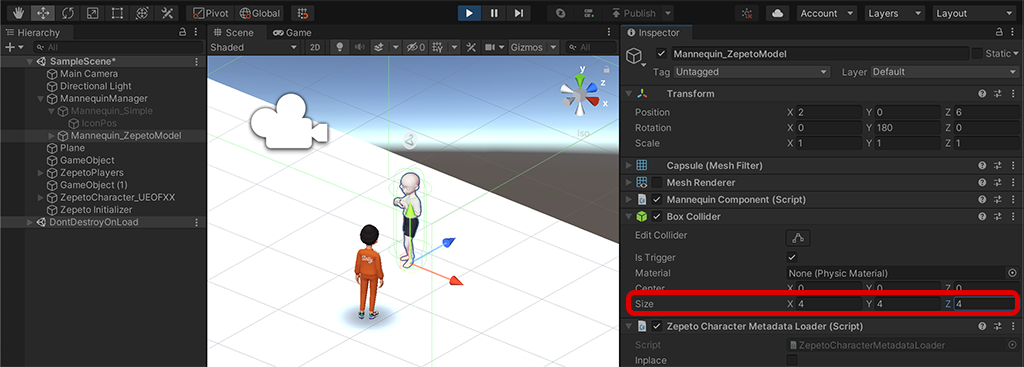 Pivot Global Publish Account Layers Layout
Hierarchy
All
SampleScene*
Main Camera
Directional Light
MannequinManager
Mannequin_Simple
IconPos
Mannequin_ZepetoModel
Plane
GameObject
ZepetoPlayers
GameObject (1)
ZepetoCharacter_UEOFXX
Zepeto Initializer
DontDestroyOnLoad
Scene Game
Shaded 2D 0 Gizmos All
y
z
x
Iso
Inspector
Mannequin_ZepetoModel Static
Tag Untagged Layer Default
Transform
Position X 2 Y 0 Z 6
Rotation X 0 Y 180 Z 0
Scale X 1 Y 1 Z 1
Capsule (Mesh Filter)
Mesh Renderer
Mannequin Component (Script)
Box Collider
Edit Collider
Is Trigger
Material None (Physic Material)
Center X 0 Y 0 Z 0
Size X 4 Y 4 Z 4
Zepeto Character Metadata Loader (Script)
Script ZepetoCharacterMetadataLoader
Inplace